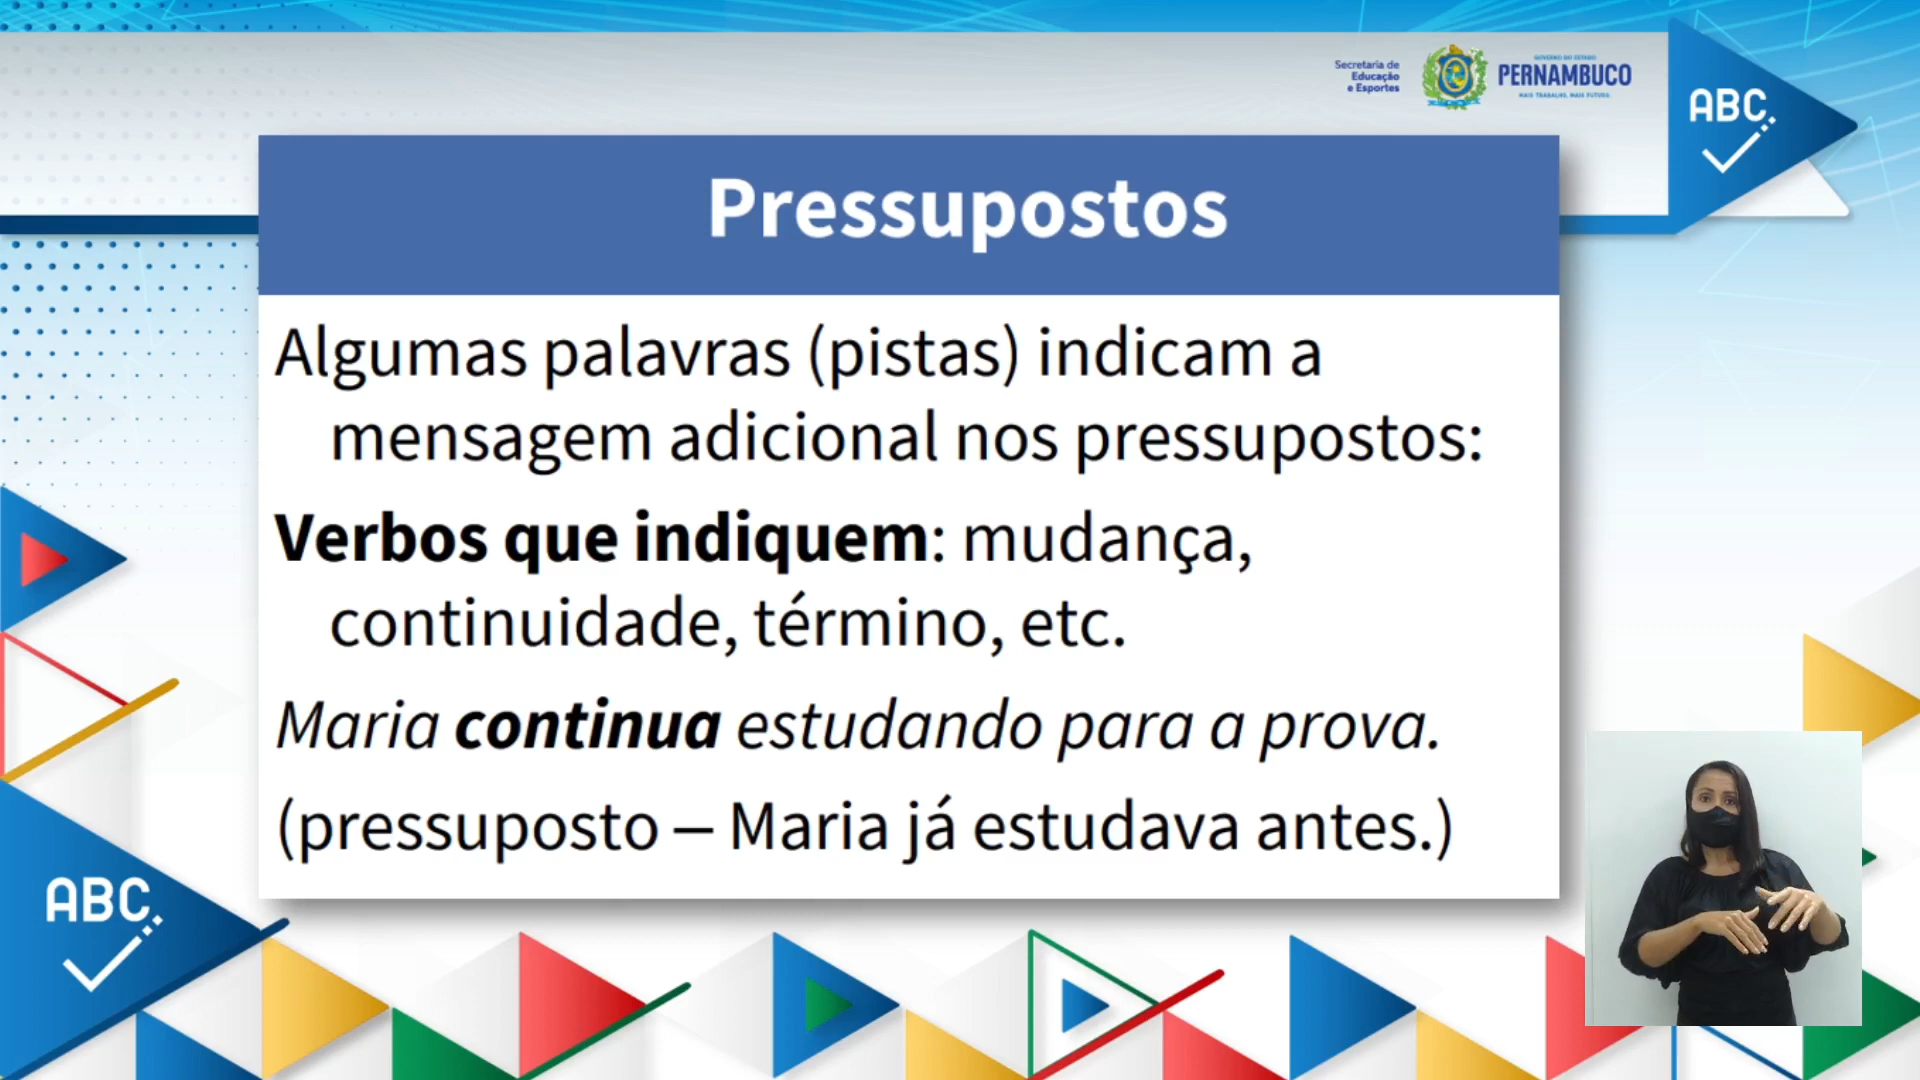 Secretaria de
Educação
e Esportes
GOVERNO DO ESTADO
PERNAMBUCO
MAIS TRABALHO, MAIS FUTURO.
ABC
Pressupostos
Algumas palavras (pistas) indicam a
mensagem adicional nos pressupostos:
Verbos que indiquem: mudança,
continuidade, término, etc.
Maria continua estudando para a prova.
(pressuposto – Maria já estudava antes.)
ABC